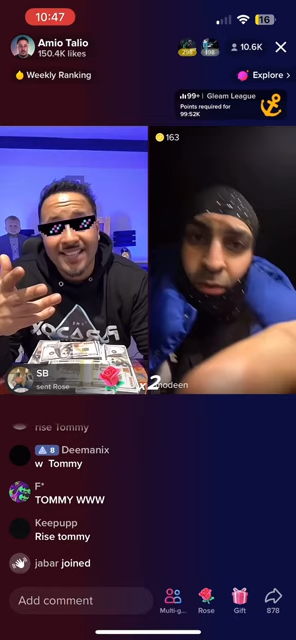 10:47
16
Amio Talio
150.4K likes
10.6K
Weekly Ranking
Explore >
99+ | Gleam League
Points required for
99:52K
163
SB
sent Rose
x 2
nodeen
rise Tommy
8 Deemanix
w Tommy
F*
TOMMY WWW
Keepupp
Rise tommy
jabar joined
Add comment
Multi-g...
Rose
Gift
878